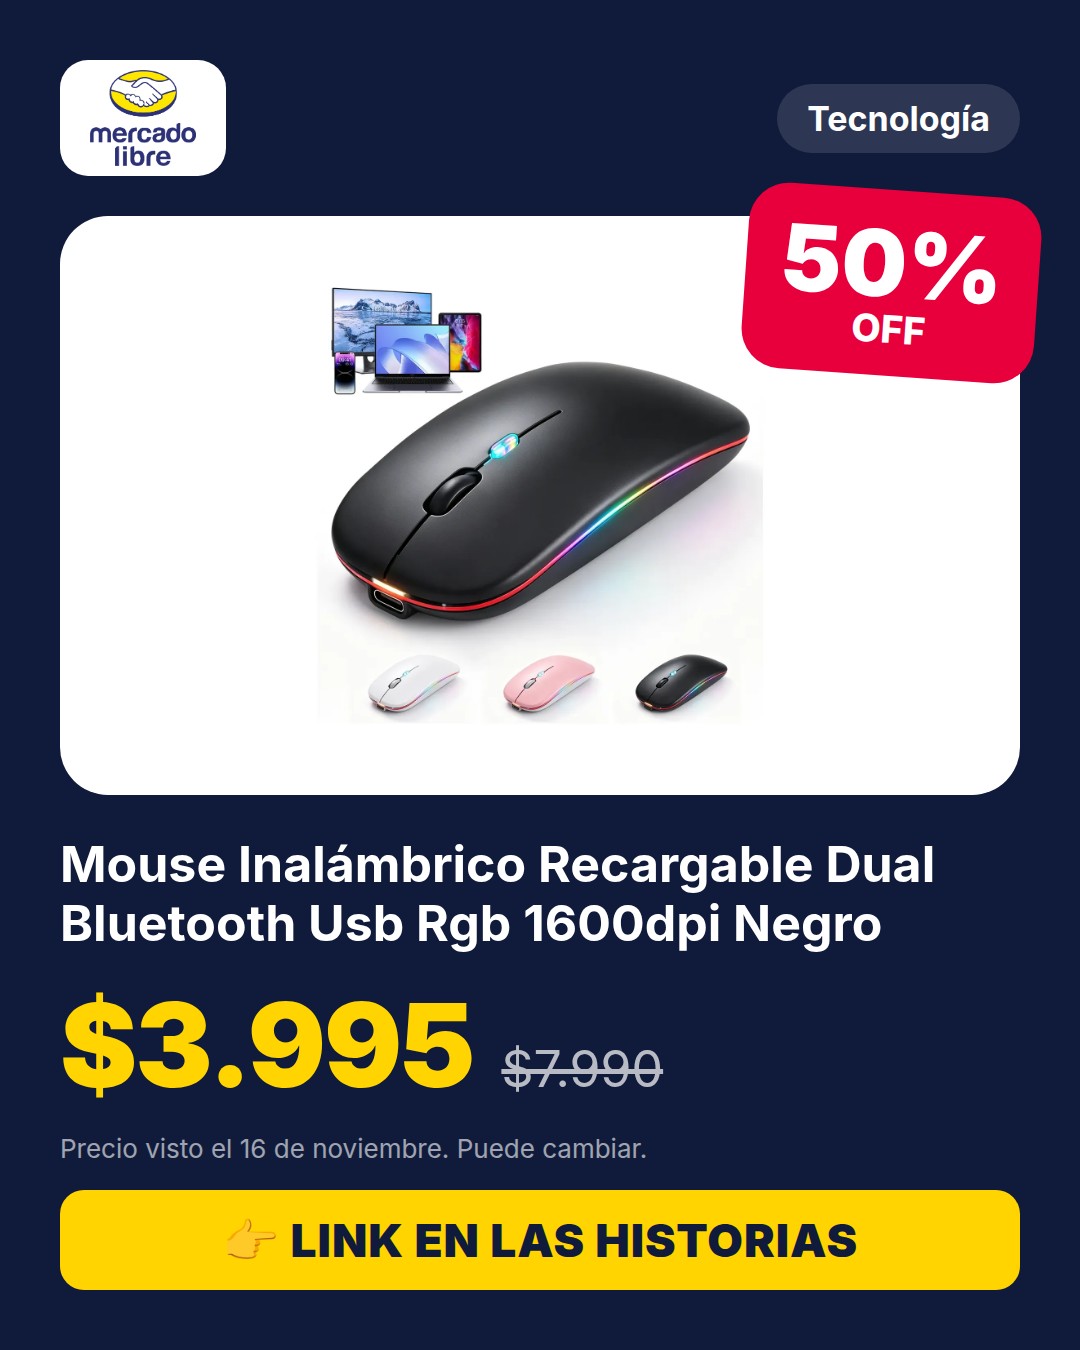 mercado
libre
Tecnología
50%
OFF
Mouse Inalámbrico Recargable Dual
Bluetooth Usb Rgb 1600dpi Negro
$3.995 $7.990
Precio visto el 16 de noviembre. Puede cambiar.
👉 LINK EN LAS HISTORIAS